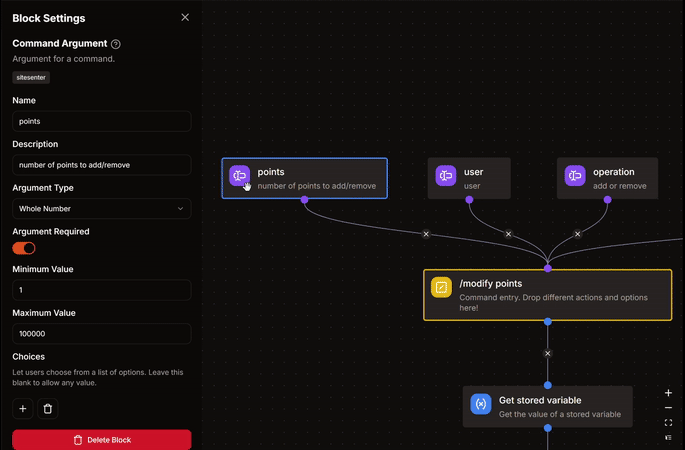 Block Settings
Command Argument
Argument for a command.
sitesenter
Name
points
Description
number of points to add/remove
Argument Type
Whole Number
Argument Required
Minimum Value
1
Maximum Value
100000
Choices
Let users choose from a list of options. Leave this
blank to allow any value.
Delete Block
points
number of points to add/remove
user
user
operation
add or remove
/modify points
Command entry. Drop different actions and options
here!
Get stored variable
Get the value of a stored variable